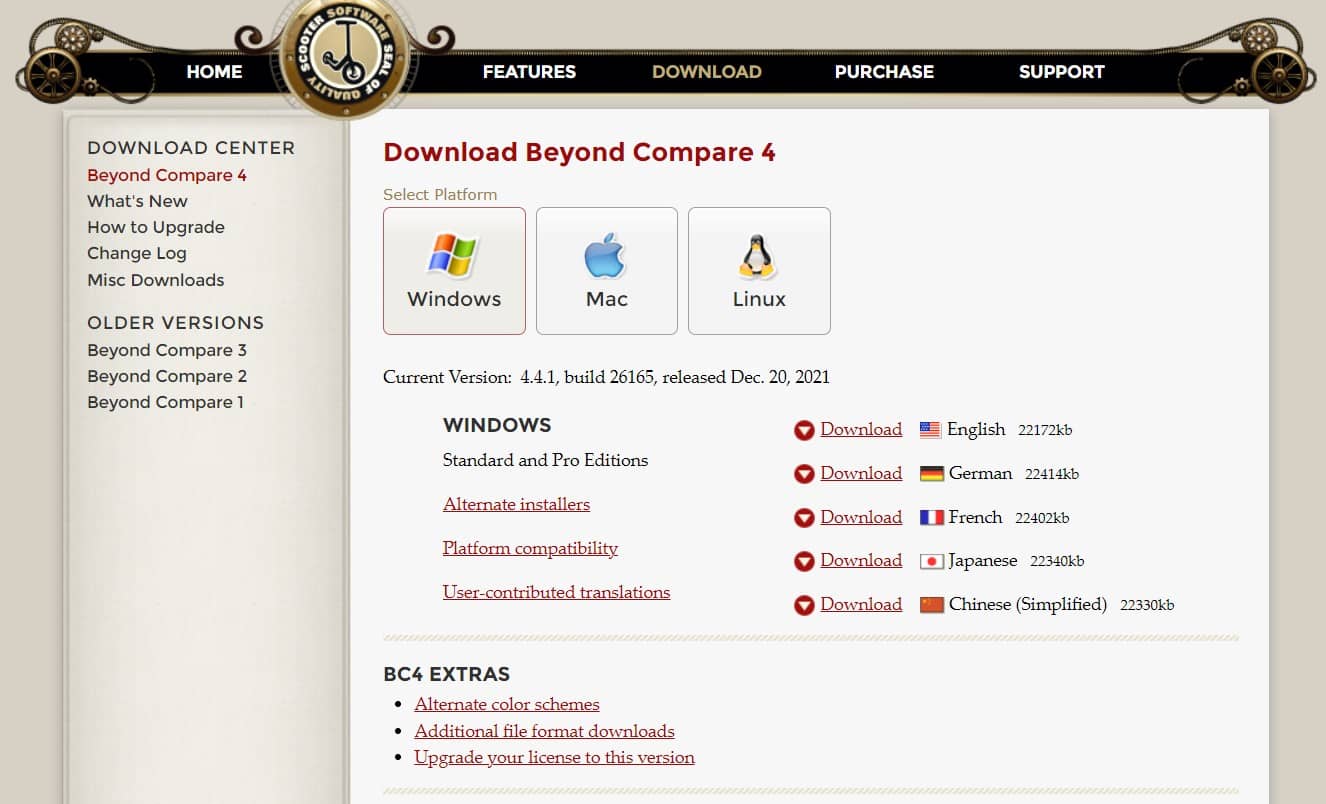 SCOOTER SOFTWARE SEAL OF QUALITY
HOME FEATURES DOWNLOAD PURCHASE SUPPORT
DOWNLOAD CENTER
Beyond Compare 4
What's New
How to Upgrade
Change Log
Misc Downloads
OLDER VERSIONS
Beyond Compare 3
Beyond Compare 2
Beyond Compare 1
Download Beyond Compare 4
Select Platform
Windows Mac Linux
Current Version: 4.4.1, build 26165, released Dec. 20, 2021
WINDOWS
Standard and Pro Editions
Alternate installers
Platform compatibility
User-contributed translations
Download English 22172kb
Download German 22414kb
Download French 22402kb
Download Japanese 22340kb
Download Chinese (Simplified) 22330kb
BC4 EXTRAS
• Alternate color schemes
• Additional file format downloads
• Upgrade your license to this version